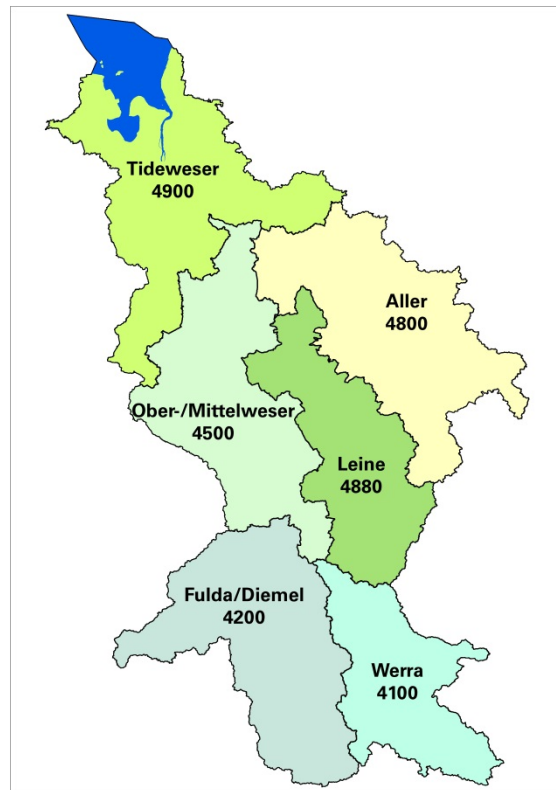 Tideweser
4900
Aller
4800
Ober-/Mittelweser
4500
Leine
4880
Fulda/Diemel
4200
Werra
4100